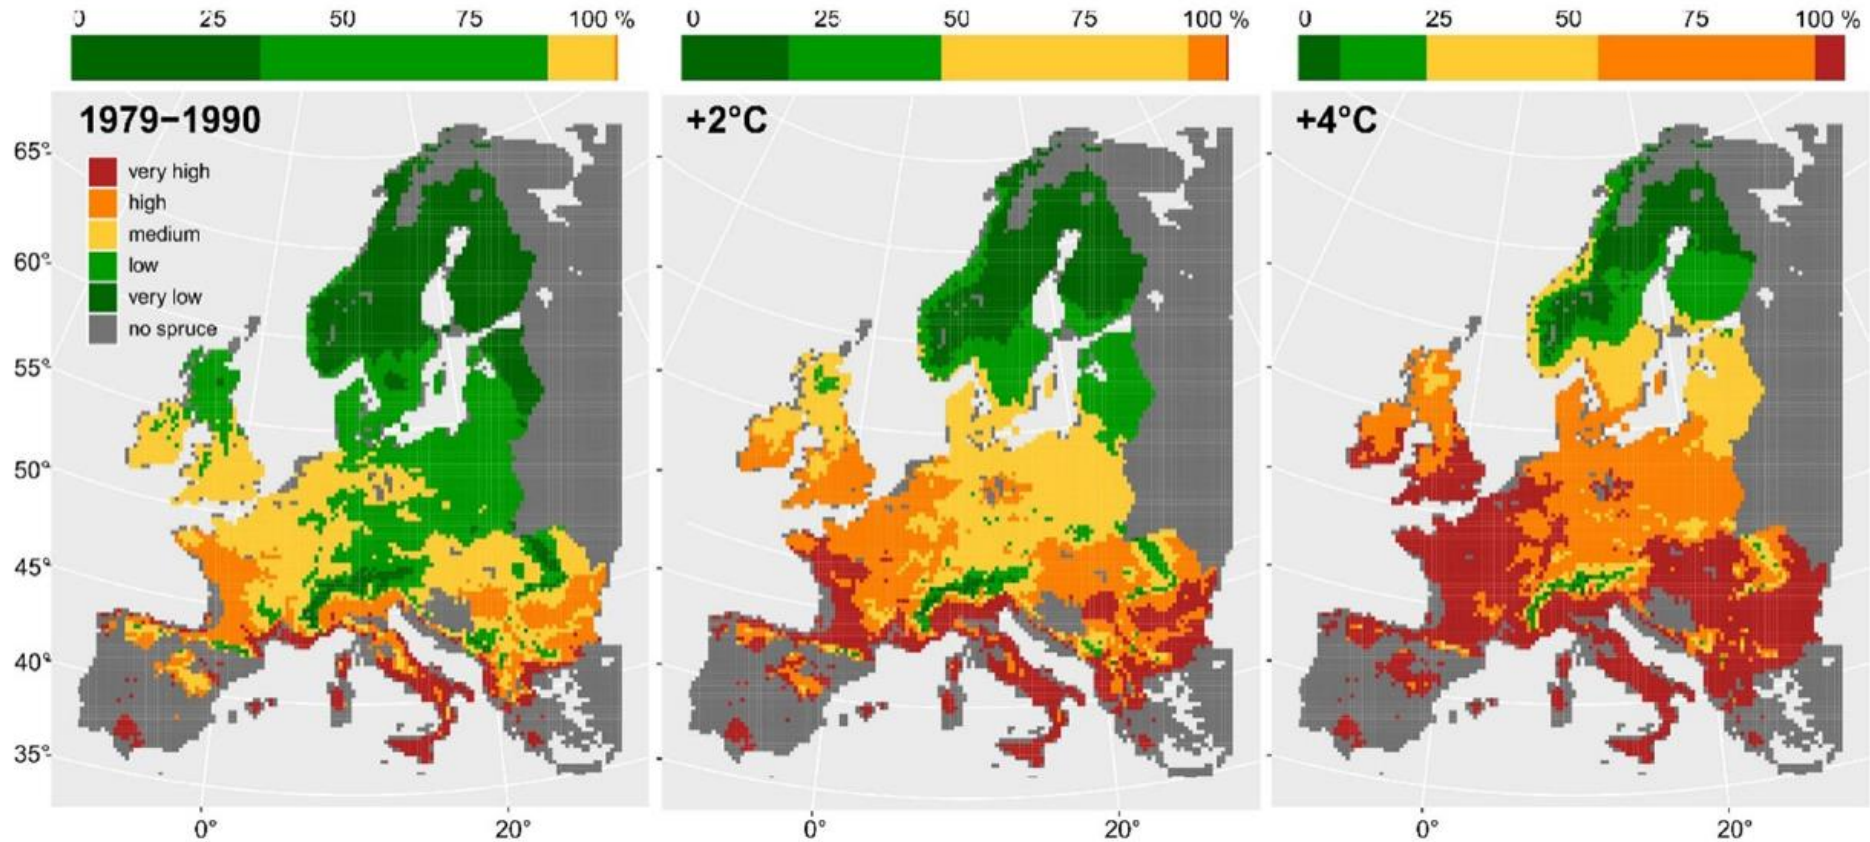 0 25 50 75 100 %
0 25 50 75 100 %
0 25 50 75 100 %
1979−1990
+2°C
+4°C
very high
high
medium
low
very low
no spruce
65°
60°
55°
50°
45°
40°
35°
0° 20°
0° 20°
0° 20°